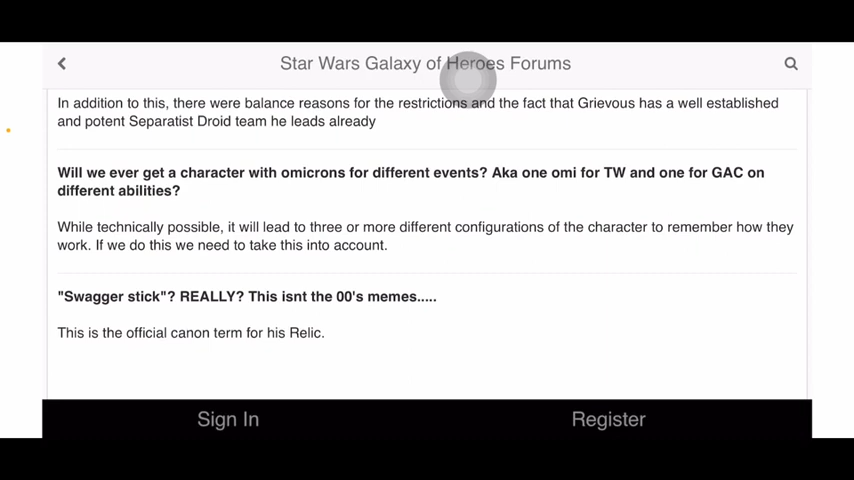 Star Wars Galaxy of Heroes Forums
In addition to this, there were balance reasons for the restrictions and the fact that Grievous has a well established
and potent Separatist Droid team he leads already
Will we ever get a character with omicrons for different events? Aka one omi for TW and one for GAC on
different abilities?
While technically possible, it will lead to three or more different configurations of the character to remember how they
work. If we do this we need to take this into account.
"Swagger stick"? REALLY? This isnt the 00's memes.....
This is the official canon term for his Relic.
Sign In
Register